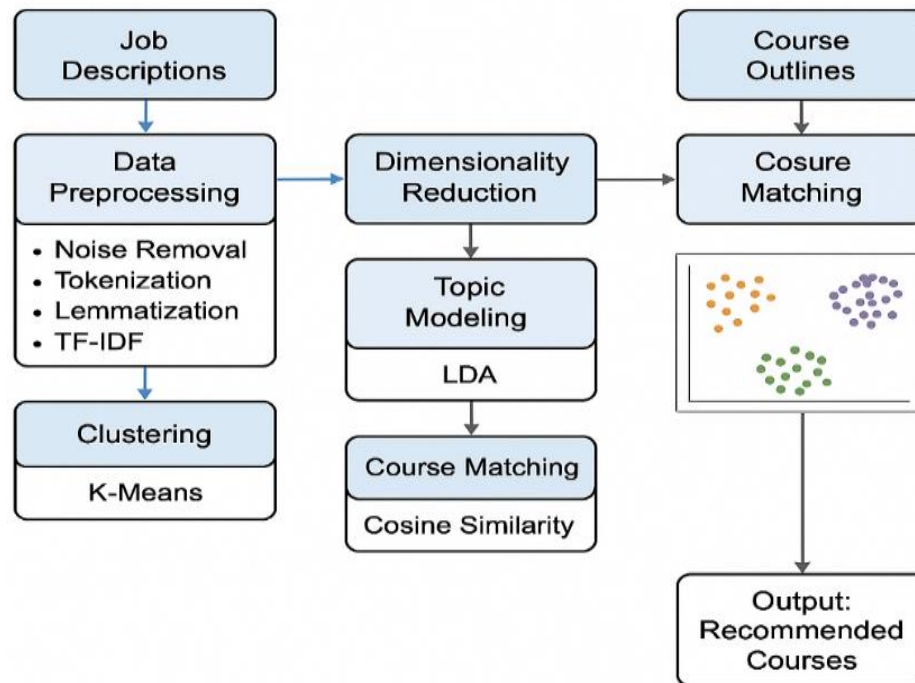 Job
Descriptions
Data
Preprocessing
• Noise Removal
• Tokenization
• Lemmatization
• TF-IDF
Clustering
K-Means
Dimensionality
Reduction
Topic
Modeling
LDA
Course Matching
Cosine Similarity
Course
Outlines
Cosure
Matching
Output:
Recommended
Courses